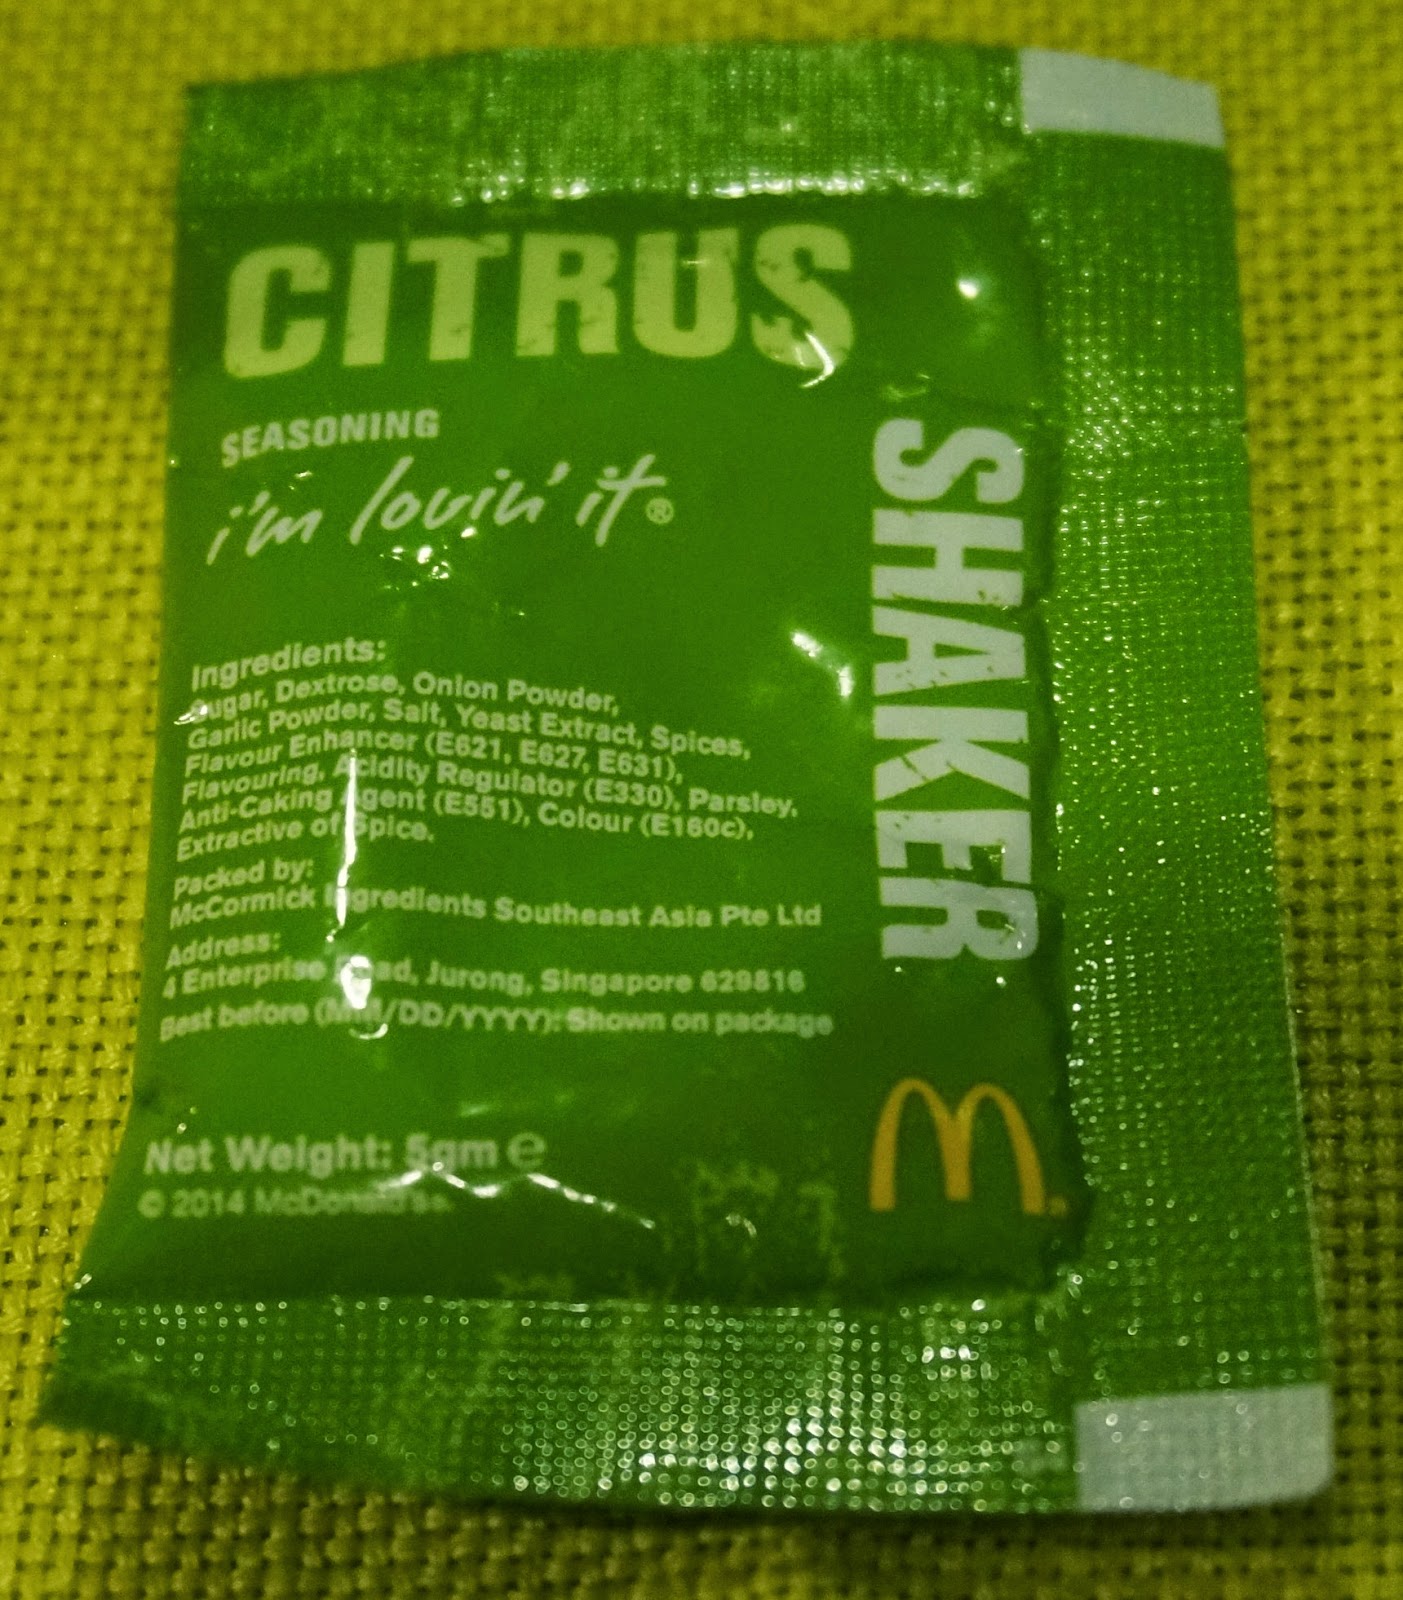 CITRUS
SHAKER
SEASONING
i'm lovin' it®
Ingredients:
Sugar, Dextrose, Onion Powder,
Garlic Powder, Salt, Yeast Extract, Spices,
Flavour Enhancer (E621, E627, E631),
Flavouring, Acidity Regulator (E330), Parsley,
Anti-Caking Agent (E551), Colour (E160c),
Extractive of Spice.
Packed by:
McCormick Ingredients Southeast Asia Pte Ltd
Address:
4 Enterprise Road, Jurong, Singapore 629816
Best before (MM/DD/YYYY): Shown on package
Net Weight: 5gm ℮
© 2014 McDonald's